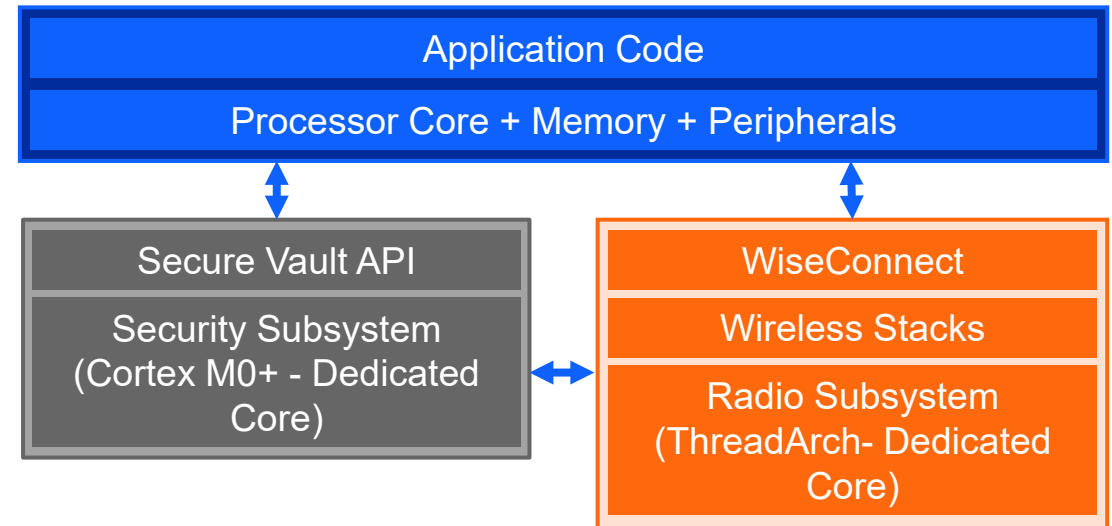 Application Code
Processor Core + Memory + Peripherals
Secure Vault API
Security Subsystem
(Cortex M0+ - Dedicated
Core)
WiseConnect
Wireless Stacks
Radio Subsystem
(ThreadArch- Dedicated
Core)